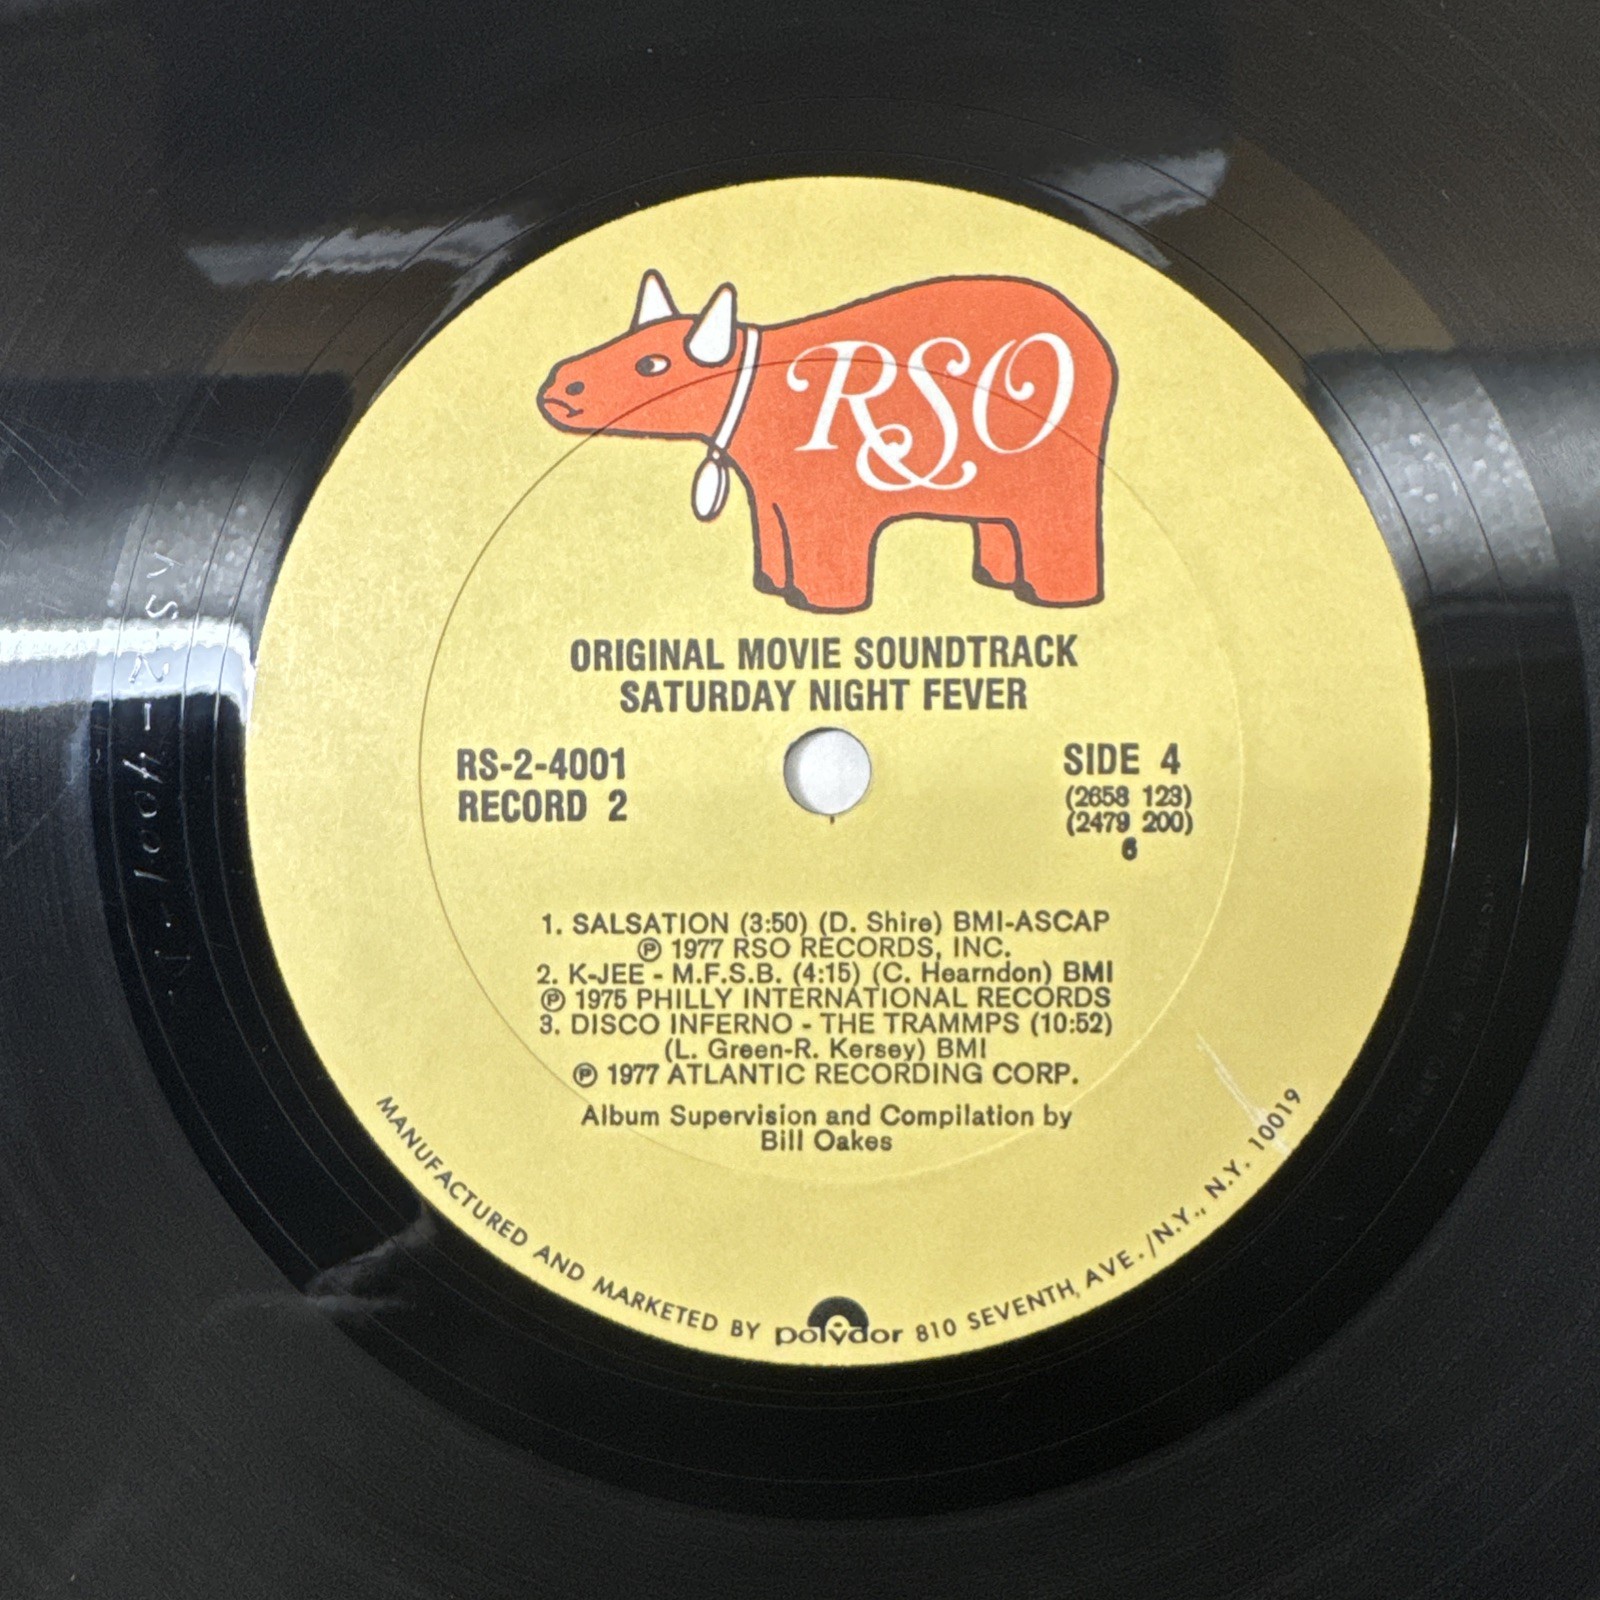 RSO
ORIGINAL MOVIE SOUNDTRACK
SATURDAY NIGHT FEVER
RS-2-4001
RECORD 2
SIDE 4
(2658 123)
(2479 200)
6
1. SALSATION (3:50) (D. Shire) BMI-ASCAP
℗ 1977 RSO RECORDS, INC.
2. K-JEE - M.F.S.B. (4:15) (C. Hearndon) BMI
℗ 1975 PHILLY INTERNATIONAL RECORDS
3. DISCO INFERNO - THE TRAMMPS (10:52)
(L. Green-R. Kersey) BMI
℗ 1977 ATLANTIC RECORDING CORP.
Album Supervision and Compilation by
Bill Oakes
MANUFACTURED AND MARKETED BY polydor 810 SEVENTH AVE./N.Y., N.Y. 10019